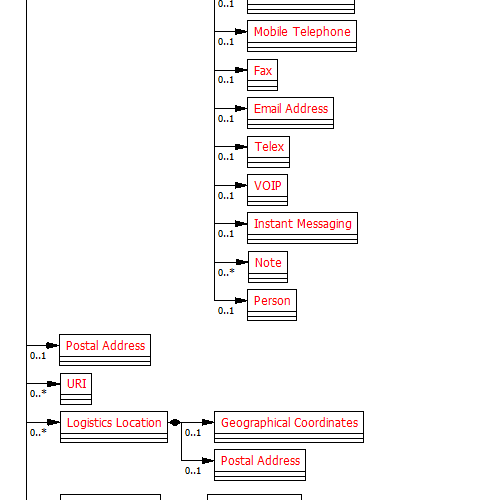 0..1
Mobile Telephone
0..1
Fax
0..1
Email Address
0..1
Telex
0..1
VOIP
0..1
Instant Messaging
0..1
Note
0..*
Person
0..1
Postal Address
0..1
URI
0..*
Logistics Location
Geographical Coordinates
0..*
0..1
Postal Address
0..1